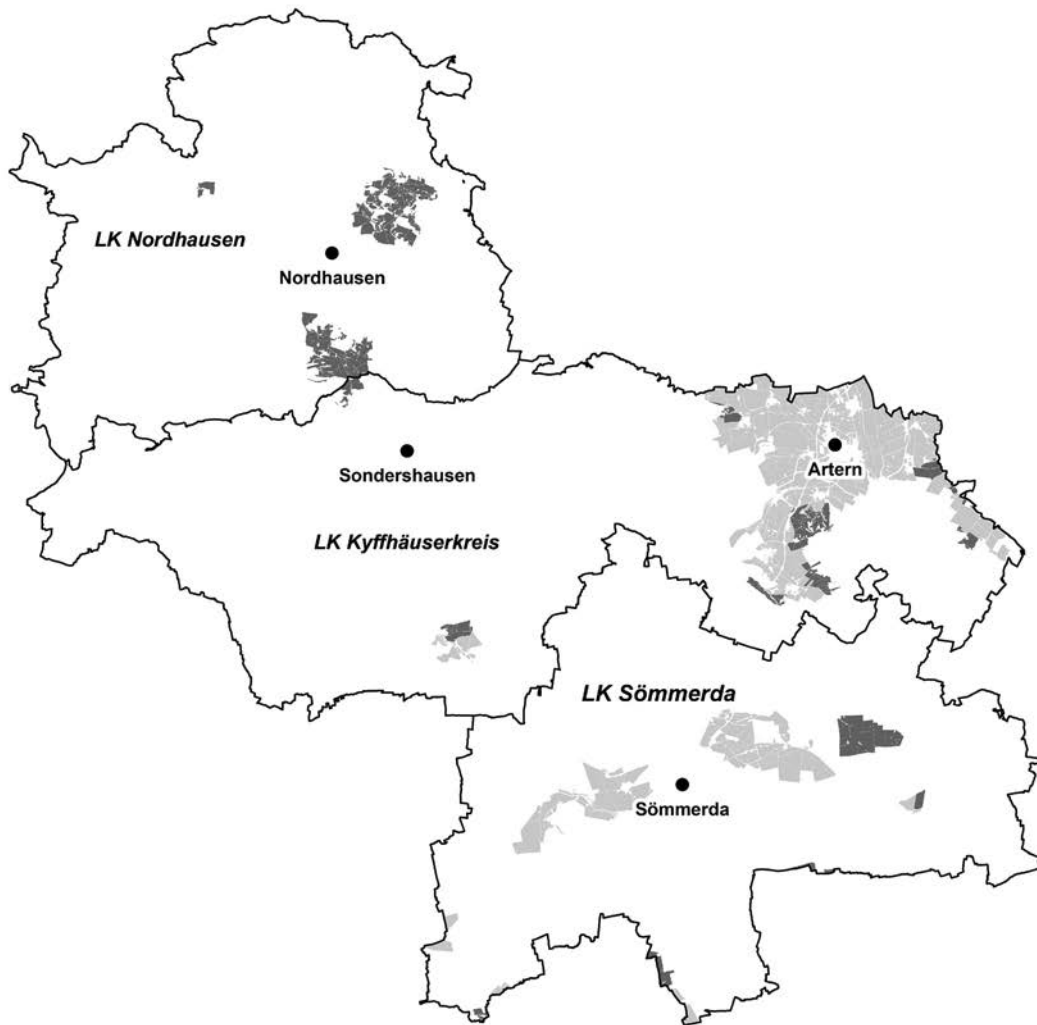 LK Nordhausen
Nordhausen
Artern
Sondershausen
LK Kyffhäuserkreis
LK Sömmerda
Sömmerda